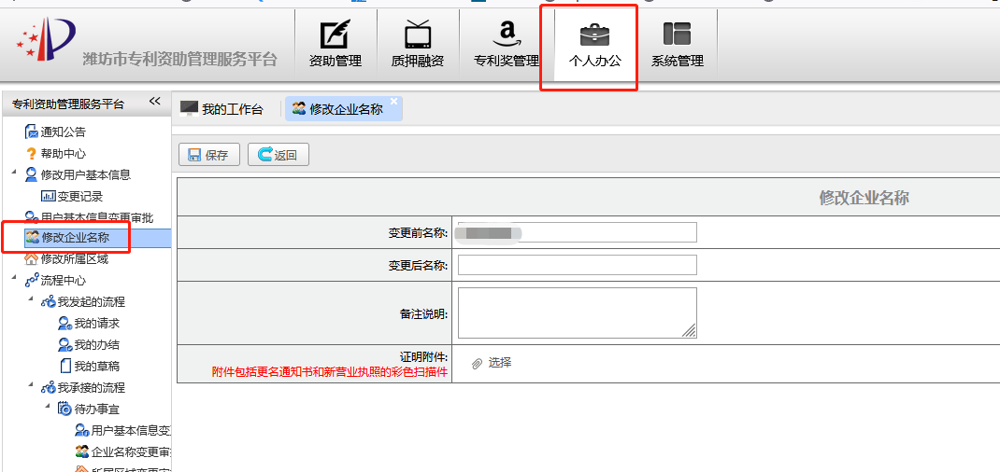 潍坊市专利资助管理服务平台
资助管理
质押融资
专利奖管理
个人办公
系统管理
专利资助管理服务平台
我的工作台
修改企业名称
通知公告
帮助中心
修改用户基本信息
变更记录
用户基本信息变更审批
修改企业名称
修改所属区域
流程中心
我发起的流程
我的请求
我的办结
我的草稿
我承接的流程
待办事宜
用户基本信息变
企业名称变更审
所属区域变更审
保存
返回
修改企业名称
变更前名称:
变更后名称:
备注说明:
证明附件:
附件包括更名通知书和新营业执照的彩色扫描件
选择